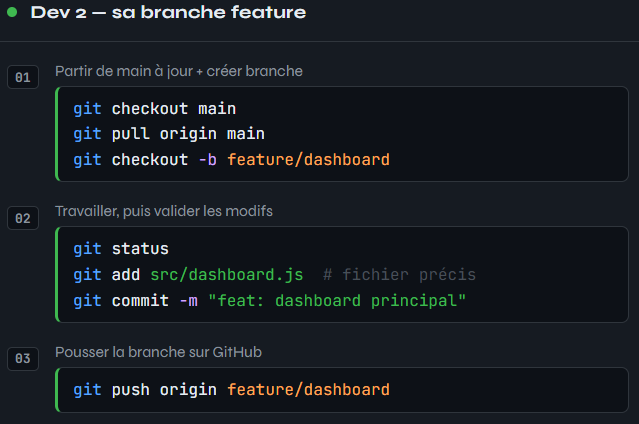 Dev 2 — sa branche feature
01
Partir de main à jour + créer branche
git checkout main
git pull origin main
git checkout -b feature/dashboard
02
Travailler, puis valider les modifs
git status
git add src/dashboard.js  # fichier précis
git commit -m "feat: dashboard principal"
03
Pousser la branche sur GitHub
git push origin feature/dashboard